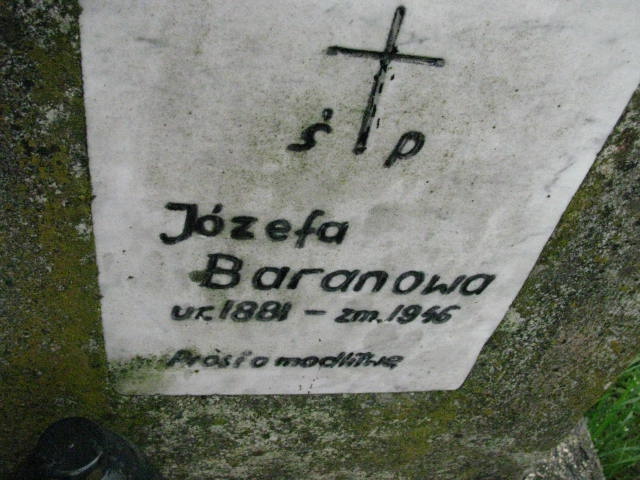 ś p
Józefa
Baranowa
ur. 1881 - zm. 1946
Prosi o modlitwę